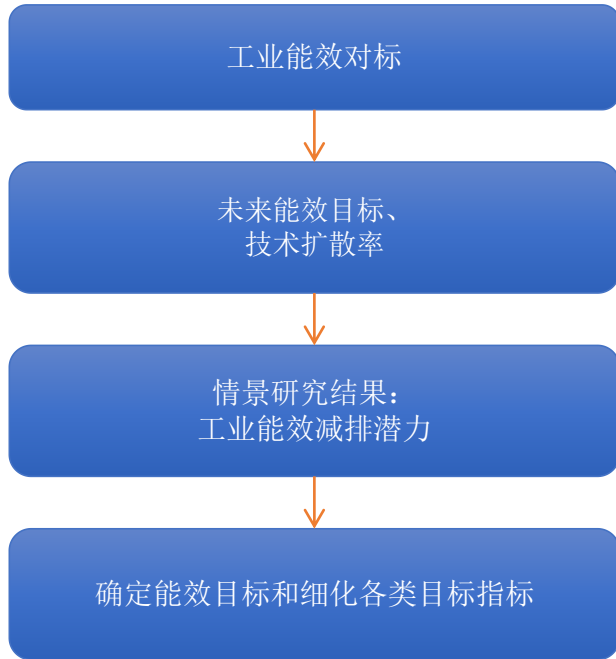 工业能效对标
未来能效目标、
技术扩散率
情景研究结果：
工业能效减排潜力
确定能效目标和细化各类目标指标